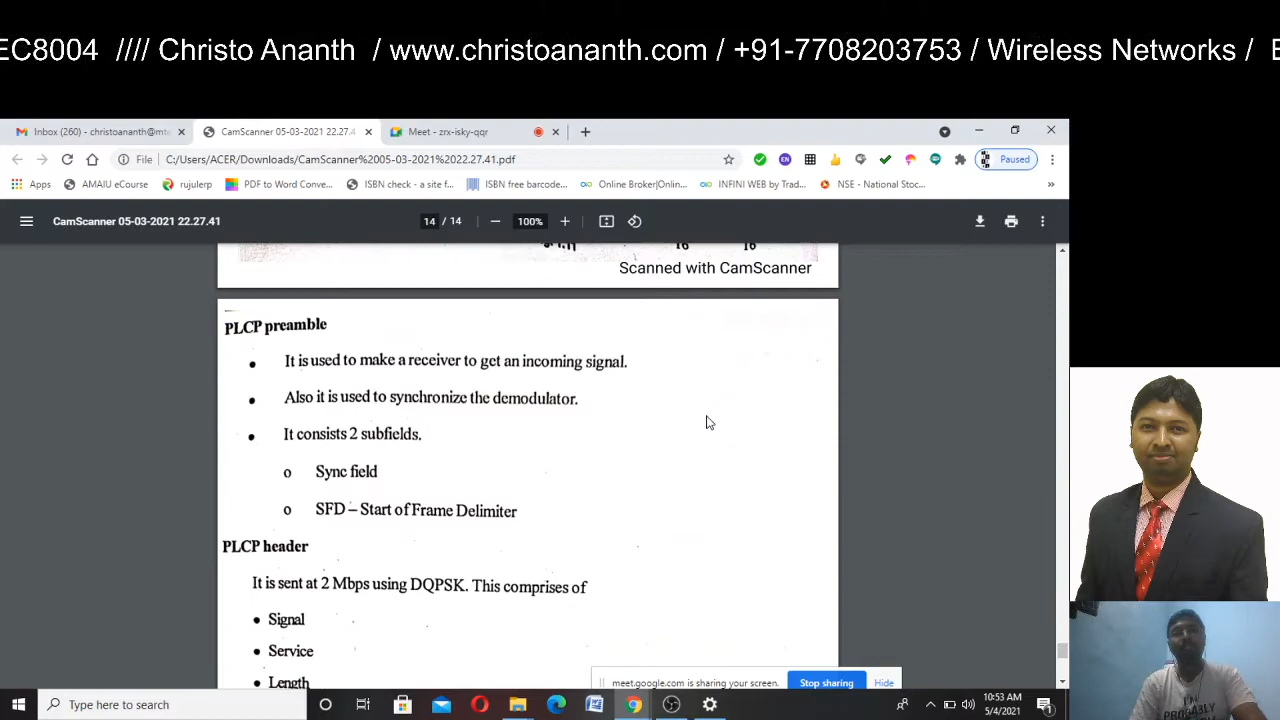 EC8004 //// Christo Ananth / www.christoananth.com / +91-7708203753 / Wireless Networks / E
Inbox (260) - christoananth@mt
CamScanner 05-03-2021 22.27.4
Meet - zrx-isky-qqr
File
C:/Users/ACER/Downloads/CamScanner%2005-03-2021%2022.27.41.pdf
EN
Paused
Apps
AMAIU eCourse
rujulerp
PDF to Word Conve...
ISBN check - a site f...
ISBN free barcode...
Online Broker|Onlin...
INFINI WEB by Trad...
NSE - National Stoc...
CamScanner 05-03-2021 22.27.41
14 / 14
100%
16 16
Scanned with CamScanner
PLCP preamble
• It is used to make a receiver to get an incoming signal.
• Also it is used to synchronize the demodulator.
• It consists 2 subfields.
o Sync field
o SFD – Start of Frame Delimiter
PLCP header
It is sent at 2 Mbps using DQPSK. This comprises of
• Signal
• Service
• Length
meet.google.com is sharing your screen.
Stop sharing
Hide
Type here to search
10:53 AM
5/4/2021
1
I'M
PROBABLY